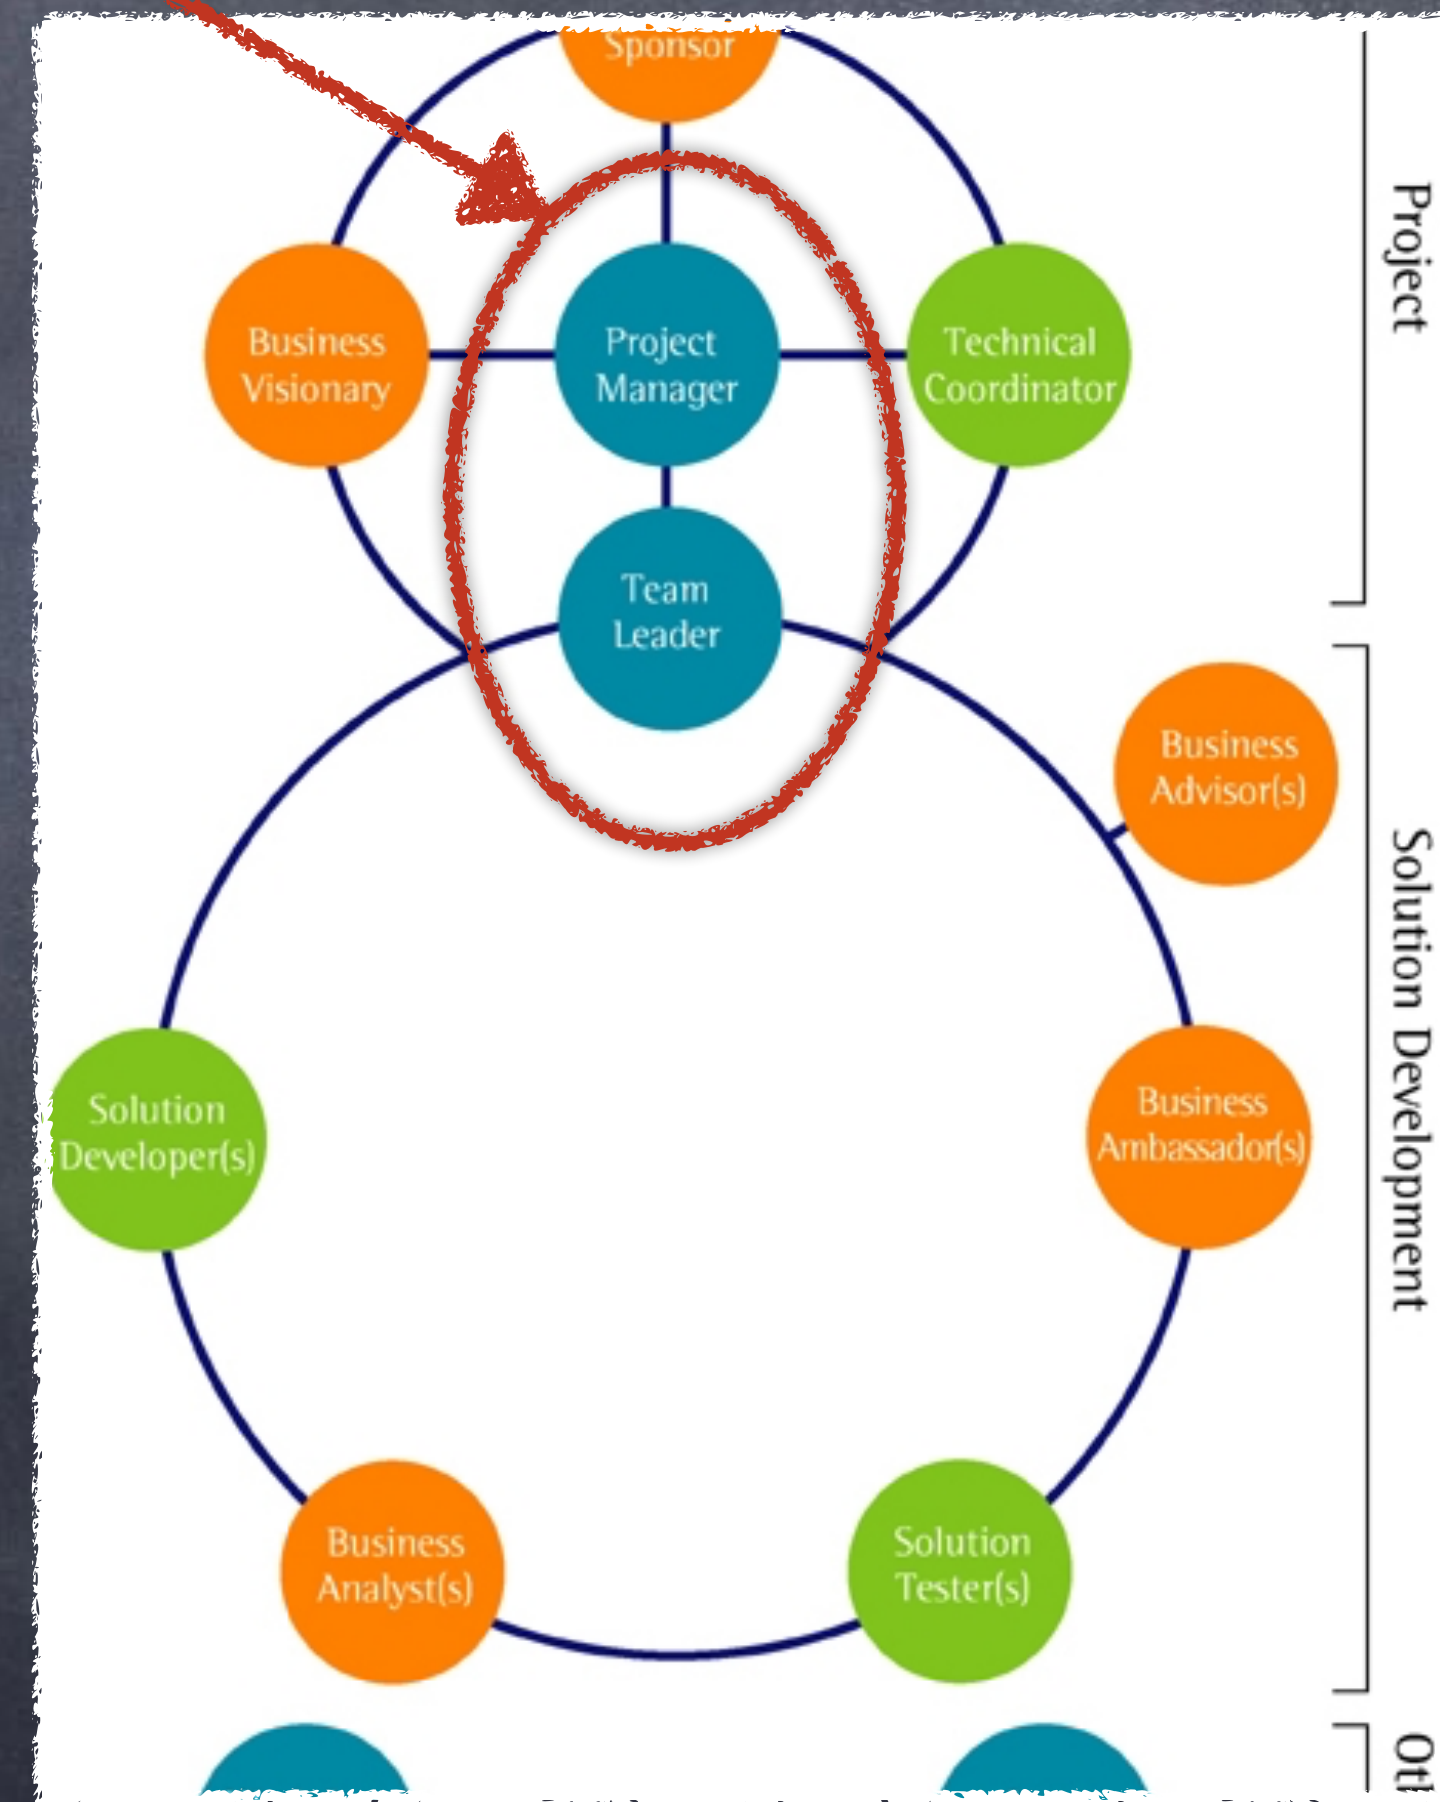 Sponsor
Business
Visionary
Project
Manager
Technical
Coordinator
Project
Team
Leader
Business
Advisor(s)
Solution Development
Solution
Developer(s)
Business
Ambassador(s)
Business
Analyst(s)
Solution
Tester(s)